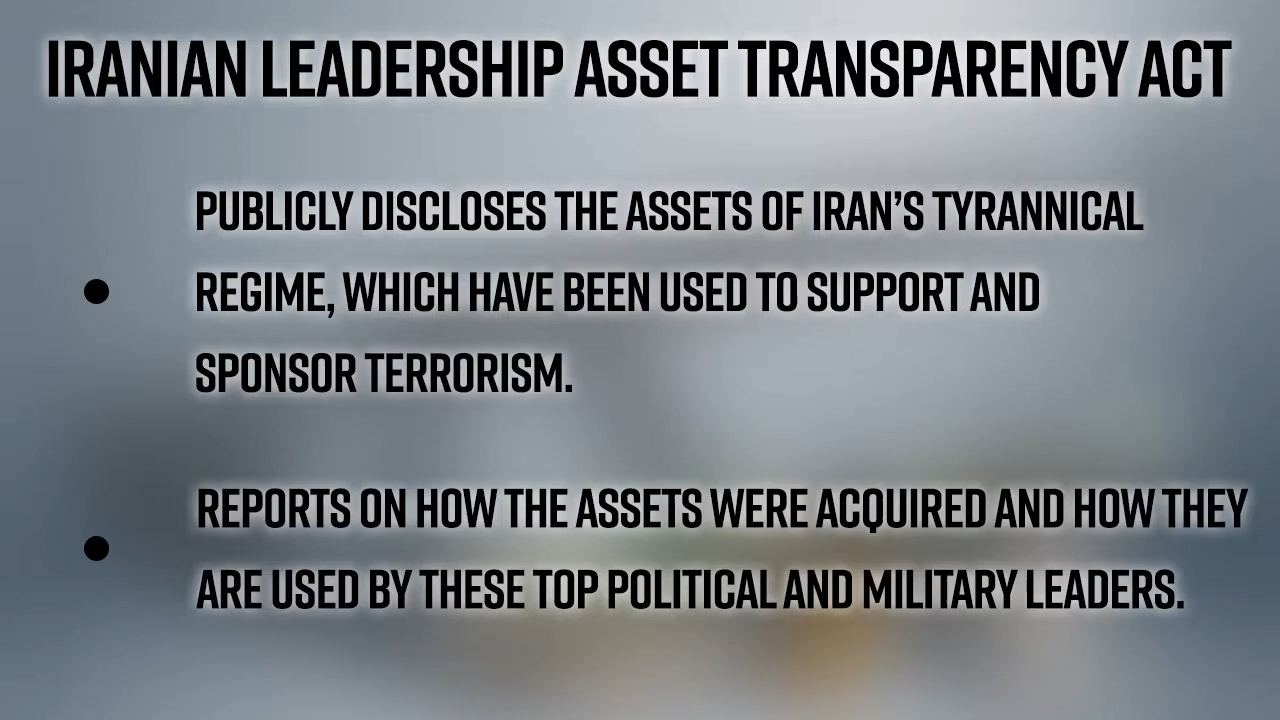 IRANIAN LEADERSHIP ASSET TRANSPARENCY ACT
PUBLICLY DISCLOSES THE ASSETS OF IRAN'S TYRANNICAL
REGIME, WHICH HAVE BEEN USED TO SUPPORT AND
SPONSOR TERRORISM.
REPORTS ON HOW THE ASSETS WERE ACQUIRED AND HOW THEY
ARE USED BY THESE TOP POLITICAL AND MILITARY LEADERS.